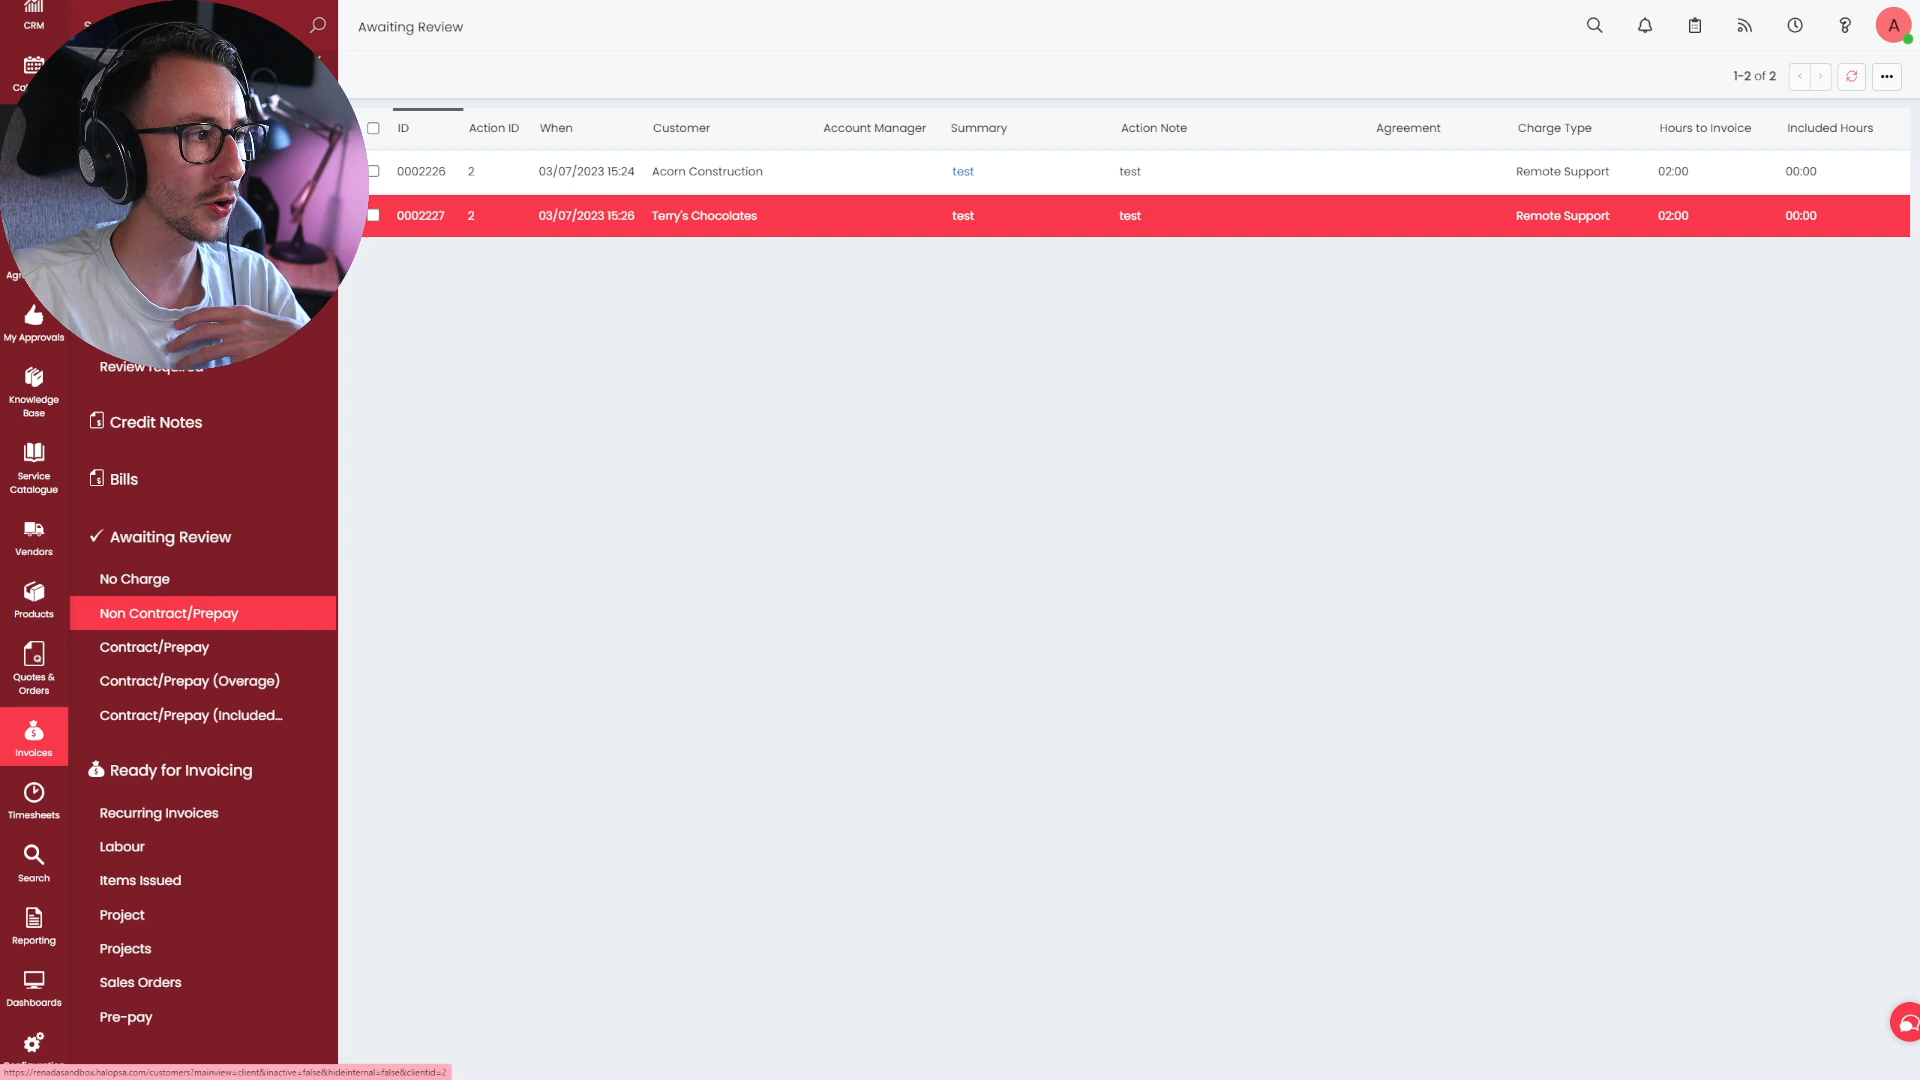 CRM
My Approvals
Knowledge
Base
Service
Catalogue
Vendors
Products
Quotes &
Orders
Invoices
Timesheets
Search
Reporting
Dashboards
Credit Notes
Bills
Awaiting Review
No Charge
Non Contract/Prepay
Contract/Prepay
Contract/Prepay (Overage)
Contract/Prepay (Included...
Ready for Invoicing
Recurring Invoices
Labour
Items Issued
Project
Projects
Sales Orders
Pre-pay
Awaiting Review
A
1-2 of 2
ID Action ID When Customer Account Manager Summary Action Note Agreement Charge Type Hours to Invoice Included Hours
0002226 2 03/07/2023 15:24 Acorn Construction test test Remote Support 02:00 00:00
0002227 2 03/07/2023 15:26 Terry's Chocolates test test Remote Support 02:00 00:00
https://renadasandbox.halopsa.com/customers?mainview=client&inactive=false&hideinternal=false&clientid=2